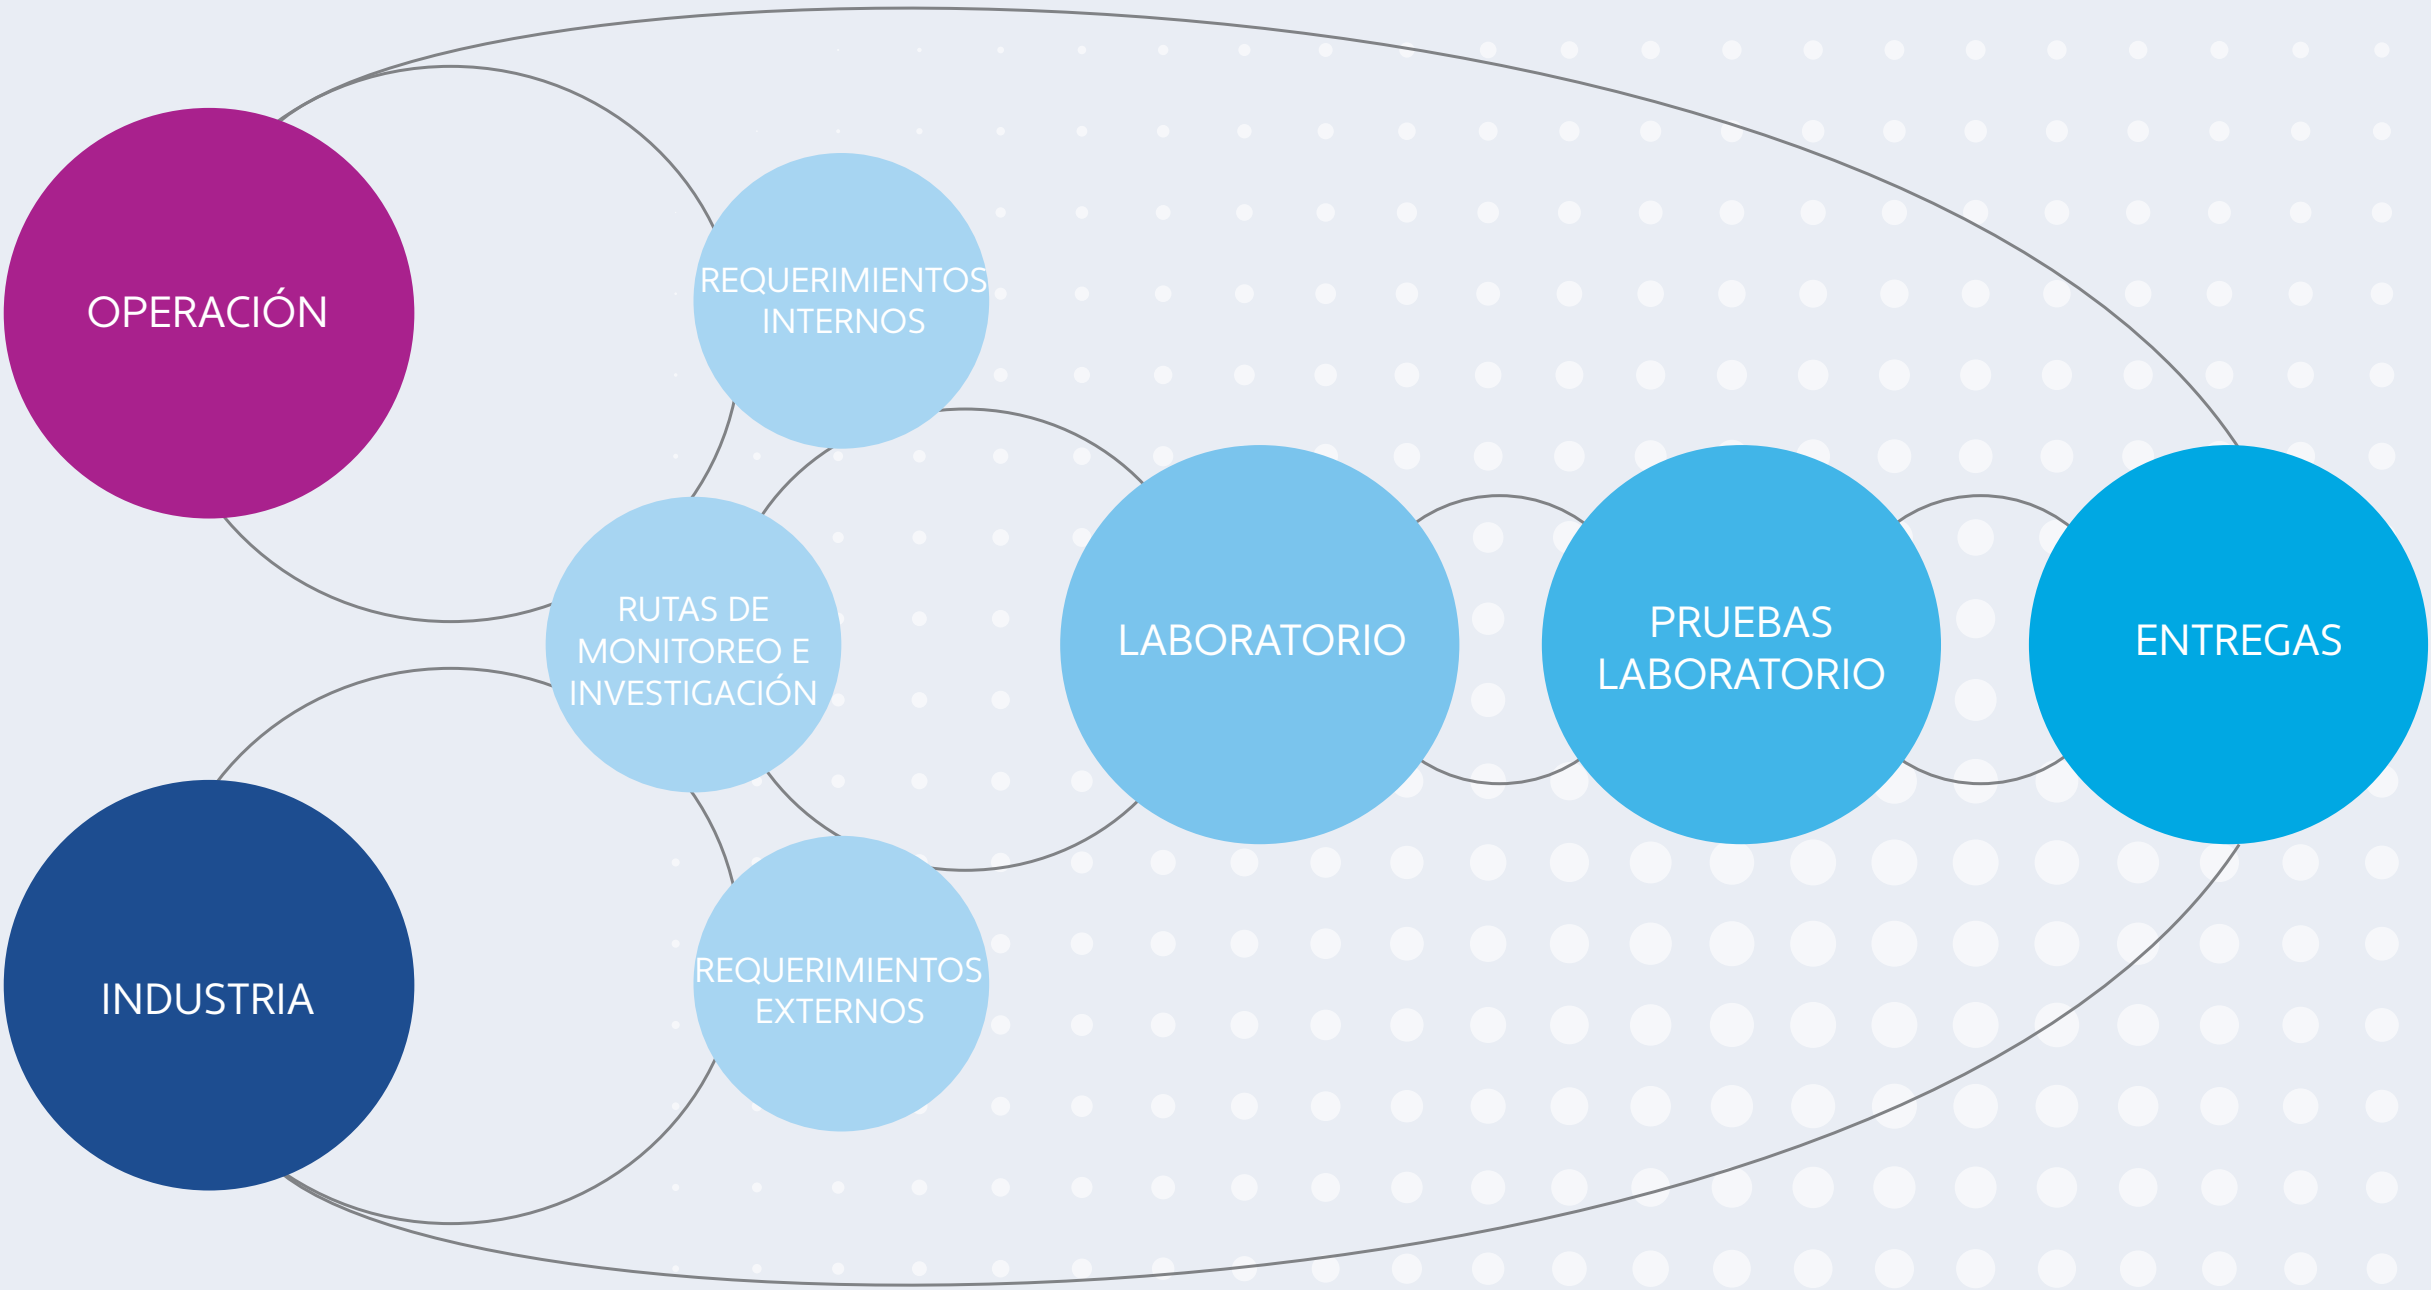 OPERACIÓN
REQUERIMIENTOS
INTERNOS
RUTAS DE
MONITOREO E
INVESTIGACIÓN
LABORATORIO
PRUEBAS
LABORATORIO
ENTREGAS
INDUSTRIA
REQUERIMIENTOS
EXTERNOS